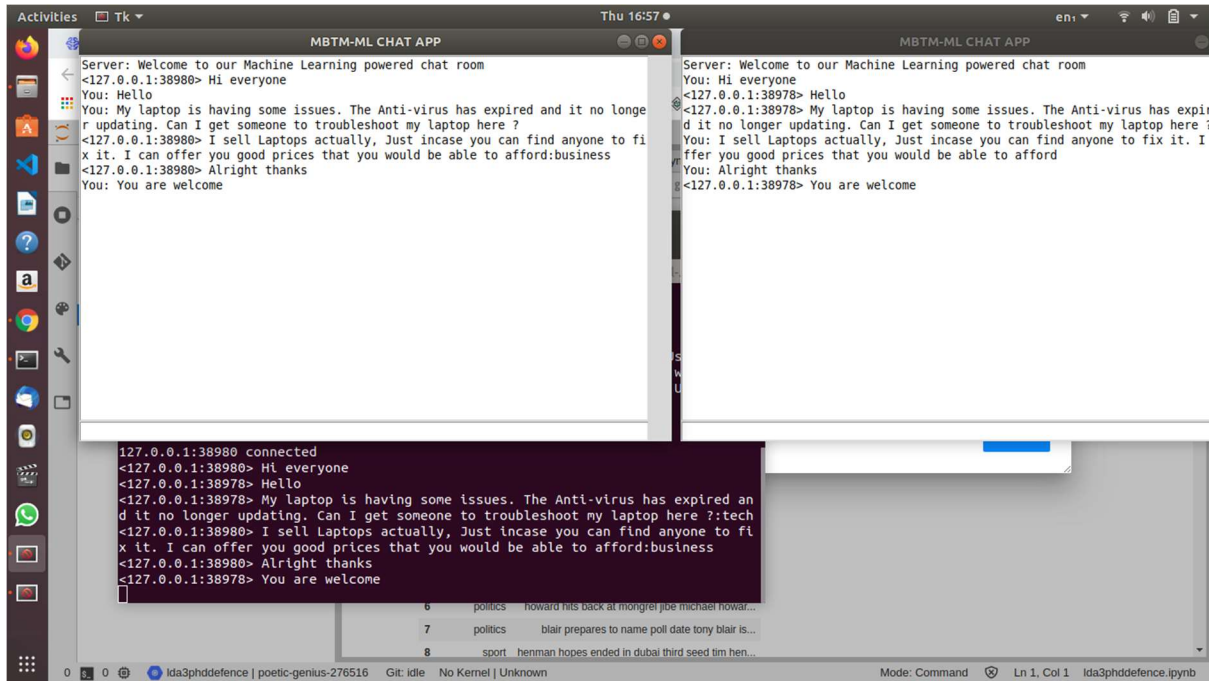 Activities Tk Thu 16:57 en₁
MBTM-ML CHAT APP
Server: Welcome to our Machine Learning powered chat room
<127.0.0.1:38980> Hi everyone
You: Hello
You: My laptop is having some issues. The Anti-virus has expired and it no longe
r updating. Can I get someone to troubleshoot my laptop here ?
<127.0.0.1:38980> I sell Laptops actually, Just incase you can find anyone to fi
x it. I can offer you good prices that you would be able to afford:business
<127.0.0.1:38980> Alright thanks
You: You are welcome
MBTM-ML CHAT APP
Server: Welcome to our Machine Learning powered chat room
You: Hi everyone
<127.0.0.1:38978> Hello
<127.0.0.1:38978> My laptop is having some issues. The Anti-virus has expir
d it no longer updating. Can I get someone to troubleshoot my laptop here ?
You: I sell Laptops actually, Just incase you can find anyone to fix it. I
ffer you good prices that you would be able to afford
You: Alright thanks
<127.0.0.1:38978> You are welcome
127.0.0.1:38980 connected
<127.0.0.1:38980> Hi everyone
<127.0.0.1:38978> Hello
<127.0.0.1:38978> My laptop is having some issues. The Anti-virus has expired an
d it no longer updating. Can I get someone to troubleshoot my laptop here ?:tech
<127.0.0.1:38980> I sell Laptops actually, Just incase you can find anyone to fi
x it. I can offer you good prices that you would be able to afford:business
<127.0.0.1:38980> Alright thanks
<127.0.0.1:38978> You are welcome
6 politics howard hits back at mongrel jibe michael howar...
7 politics blair prepares to name poll date tony blair is...
8 sport henman hopes ended in dubai third seed tim hen...
0 0 lda3phddefence | poetic-genius-276516 Git: idle No Kernel | Unknown Mode: Command Ln 1, Col 1 lda3phddefence.ipynb